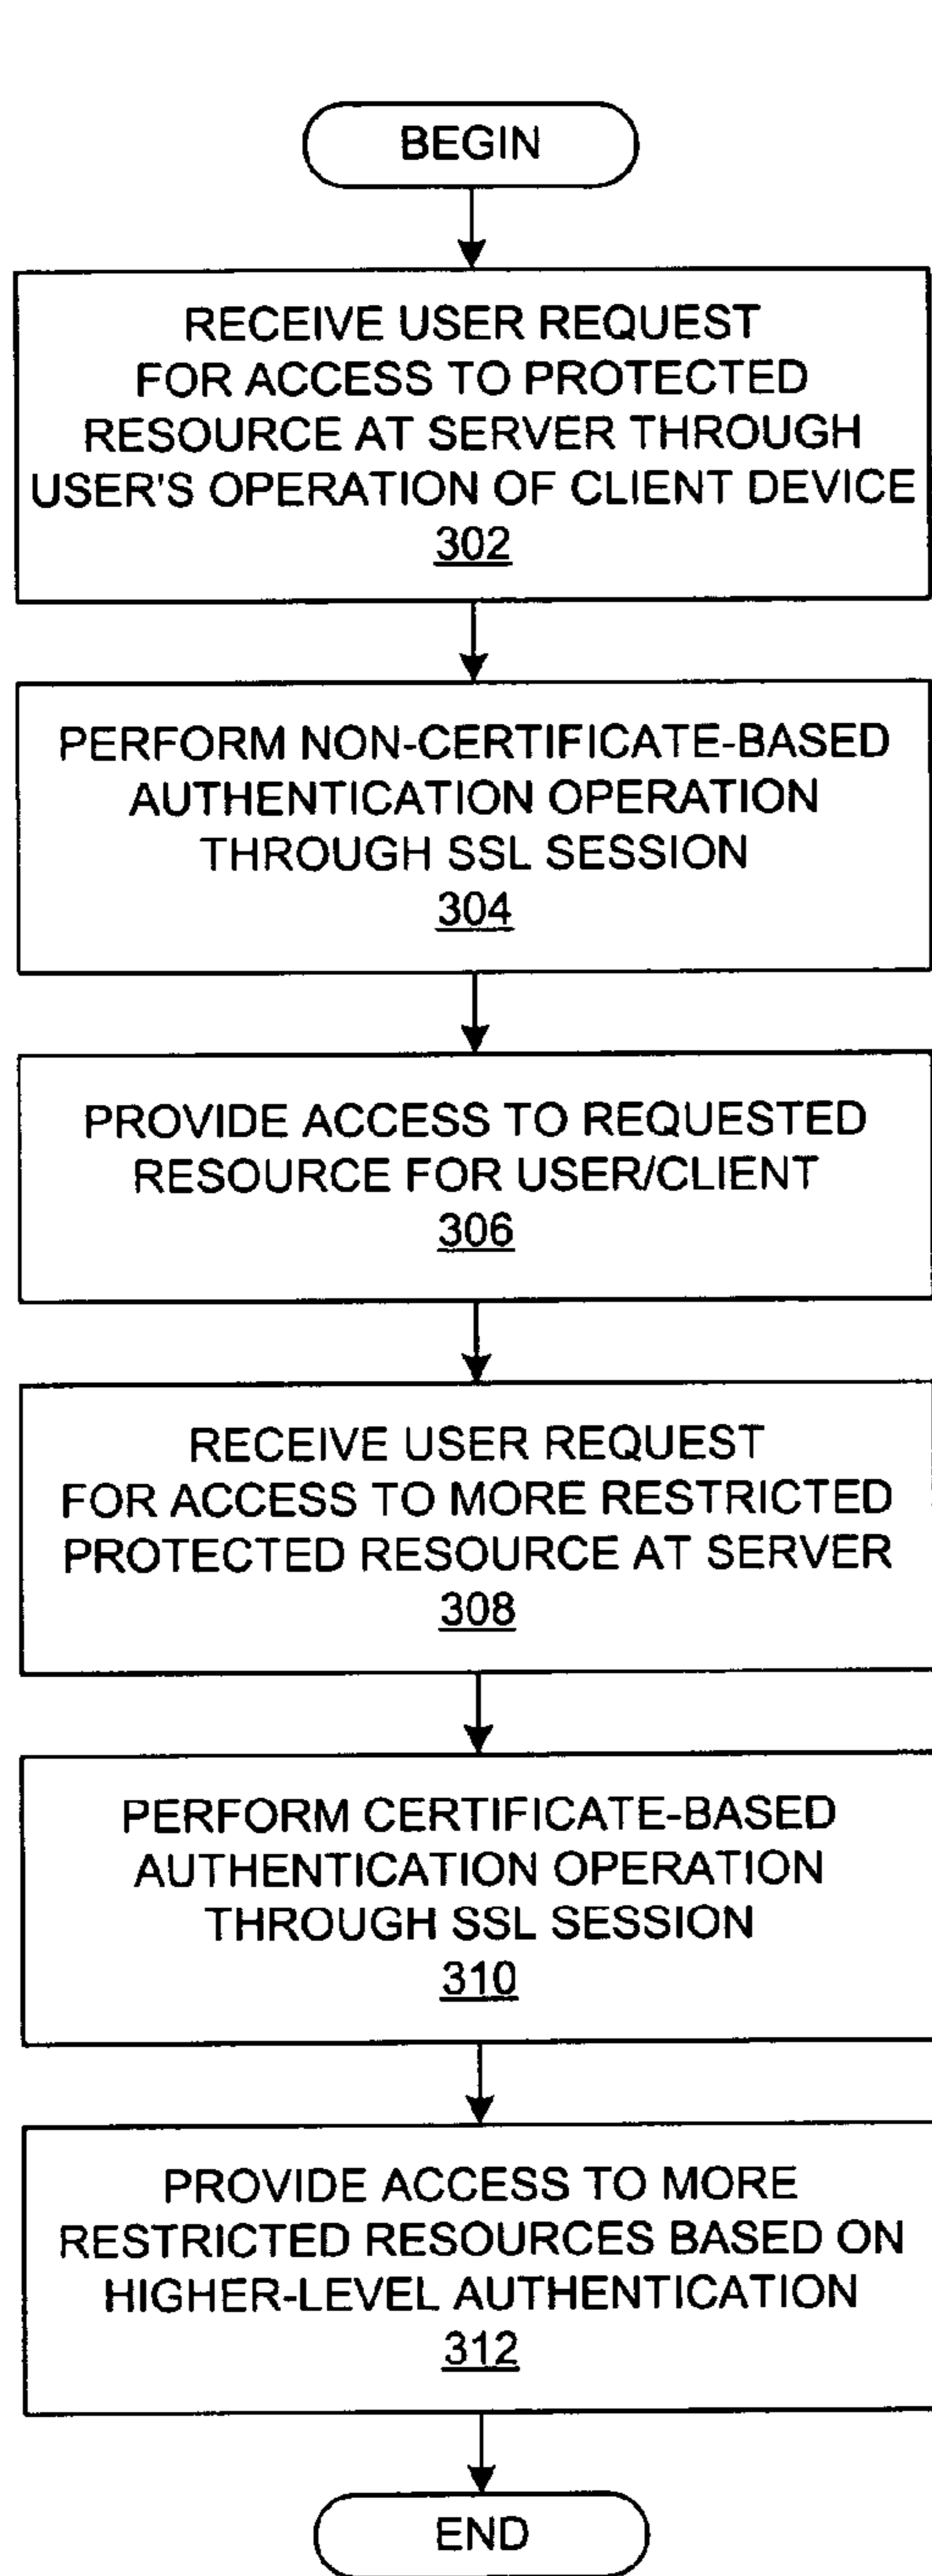 BEGIN
RECEIVE USER REQUEST
FOR ACCESS TO PROTECTED
RESOURCE AT SERVER THROUGH
USER'S OPERATION OF CLIENT DEVICE
302
PERFORM NON-CERTIFICATE-BASED
AUTHENTICATION OPERATION
THROUGH SSL SESSION
304
PROVIDE ACCESS TO REQUESTED
RESOURCE FOR USER/CLIENT
306
RECEIVE USER REQUEST
FOR ACCESS TO MORE RESTRICTED
PROTECTED RESOURCE AT SERVER
308
PERFORM CERTIFICATE-BASED
AUTHENTICATION OPERATION
THROUGH SSL SESSION
310
PROVIDE ACCESS TO MORE
RESTRICTED RESOURCES BASED ON
HIGHER-LEVEL AUTHENTICATION
312
END